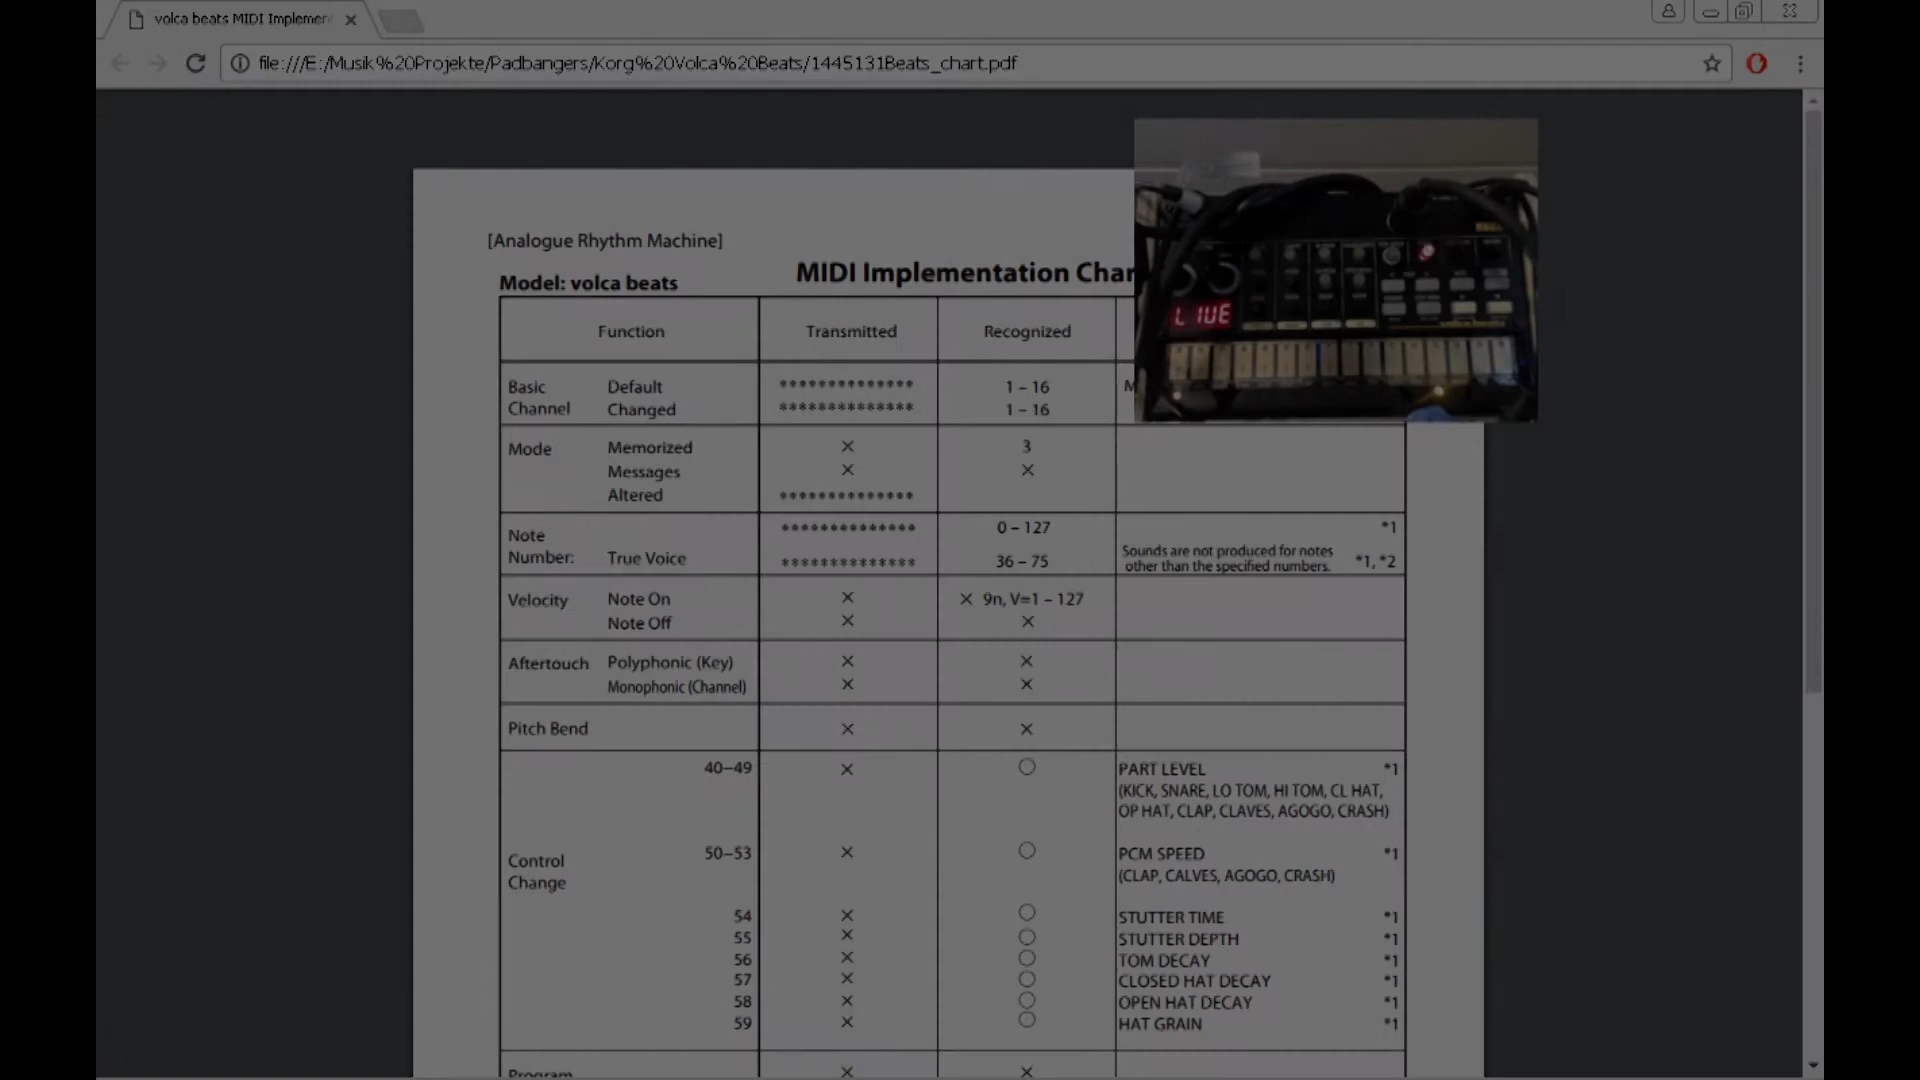 volca beats MIDI Implemen
file:///E:/Musik%20Projekte/Padbangers/Korg%20Volca%20Beats/1445131Beats_chart.pdf
[Analogue Rhythm Machine]
Model: volca beats MIDI Implementation Char
Function Transmitted Recognized
Basic Default ************** 1 – 16 M
Channel Changed ************** 1 – 16
Mode Memorized × 3
Messages × ×
Altered **************
Note ************** 0 – 127 *1
Number: True Voice ************** 36 – 75 Sounds are not produced for notes *1, *2
other than the specified numbers.
Velocity Note On × × 9n, V=1 – 127
Note Off × ×
Aftertouch Polyphonic (Key) × ×
Monophonic (Channel) × ×
Pitch Bend × ×
Control
Change
40–49 × ○ PART LEVEL *1
(KICK, SNARE, LO TOM, HI TOM, CL HAT,
OP HAT, CLAP, CLAVES, AGOGO, CRASH)
50–53 × ○ PCM SPEED *1
(CLAP, CALVES, AGOGO, CRASH)
54 × ○ STUTTER TIME *1
55 × ○ STUTTER DEPTH *1
56 × ○ TOM DECAY *1
57 × ○ CLOSED HAT DECAY *1
58 × ○ OPEN HAT DECAY *1
59 × ○ HAT GRAIN *1
Program × ×
LIVE